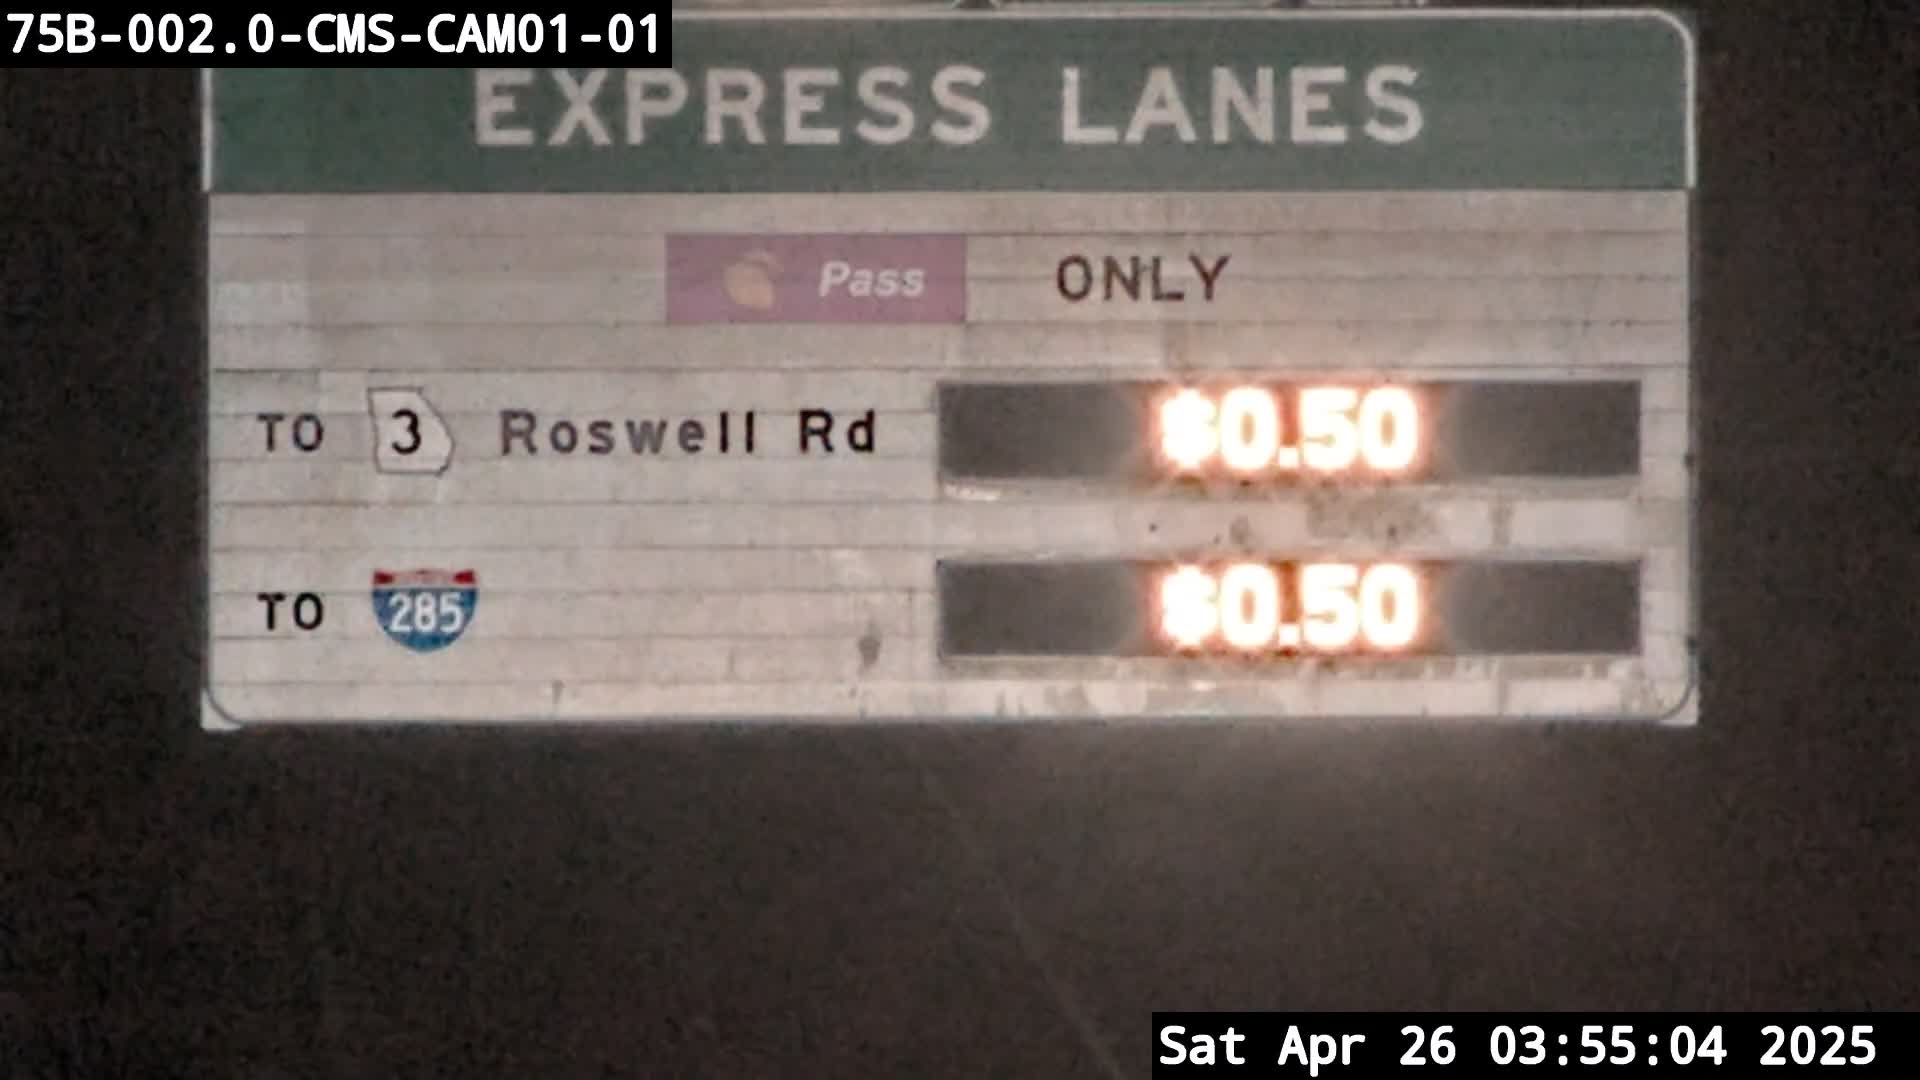 75B-002.0-CMS-CAM01-01
EXPRESS LANES
Pass ONLY
TO 3 Roswell Rd $0.50
TO 285 $0.50
Sat Apr 26 03:55:04 2025